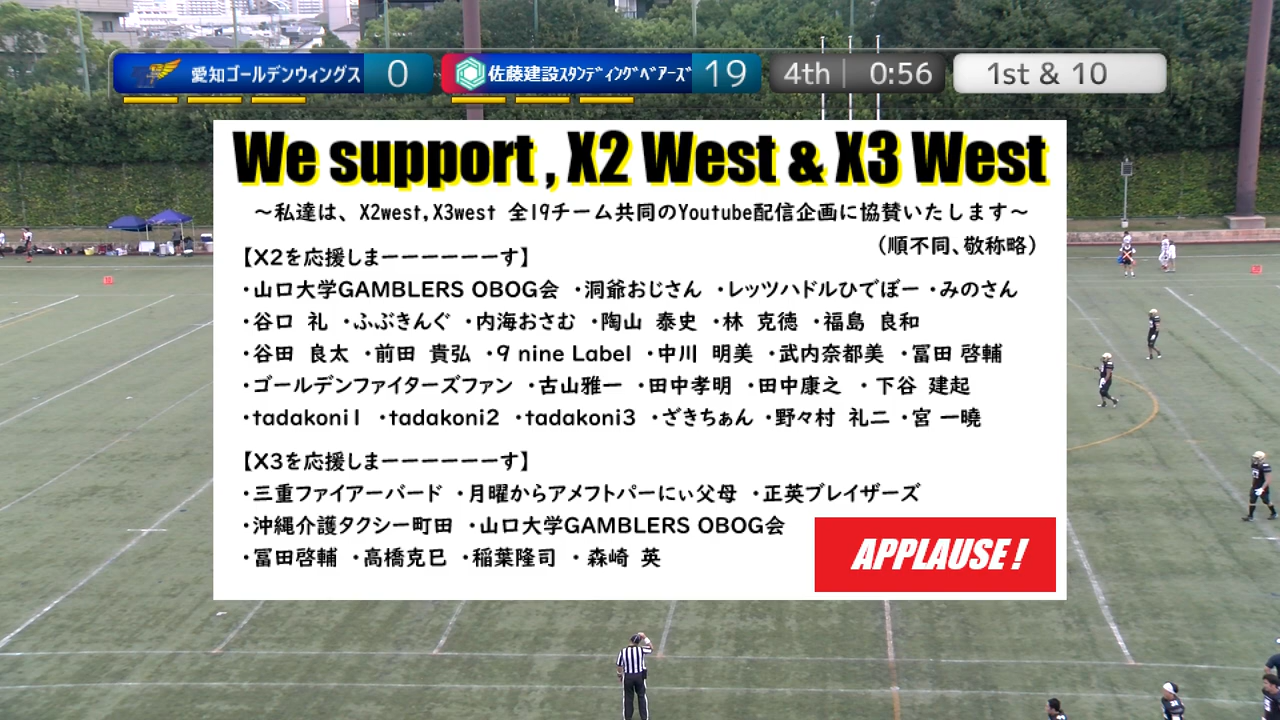 愛知ゴールデンウィングス 0 佐藤建設スタンディングベアーズ 19 4th 0:56 1st & 10
We support , X2 West & X3 West
～私達は、X2west,X3west 全19チーム共同のYoutube配信企画に協賛いたします～
（順不同、敬称略）
【X2を応援しまーーーーーーす】
・山口大学GAMBLERS OBOG会 ・洞爺おじさん ・レッツハドルひでぼー ・みのさん
・谷口 礼 ・ふぶきんぐ ・内海おさむ ・陶山 泰史 ・林 克徳 ・福島 良和
・谷田 良太 ・前田 貴弘 ・9 nine Label ・中川 明美 ・武内奈都美 ・冨田 啓輔
・ゴールデンファイターズファン ・古山雅一 ・田中孝明 ・田中康之 ・下谷 建起
・tadakoni1 ・tadakoni2 ・tadakoni3 ・ざきちぁん ・野々村 礼二 ・宮 一暁
【X3を応援しまーーーーーーす】
・三重ファイアーバード ・月曜からアメフトパーにぃ父母 ・正英ブレイザーズ
・沖縄介護タクシー町田 ・山口大学GAMBLERS OBOG会
・冨田啓輔 ・高橋克巳 ・稲葉隆司 ・森崎 英
APPLAUSE !